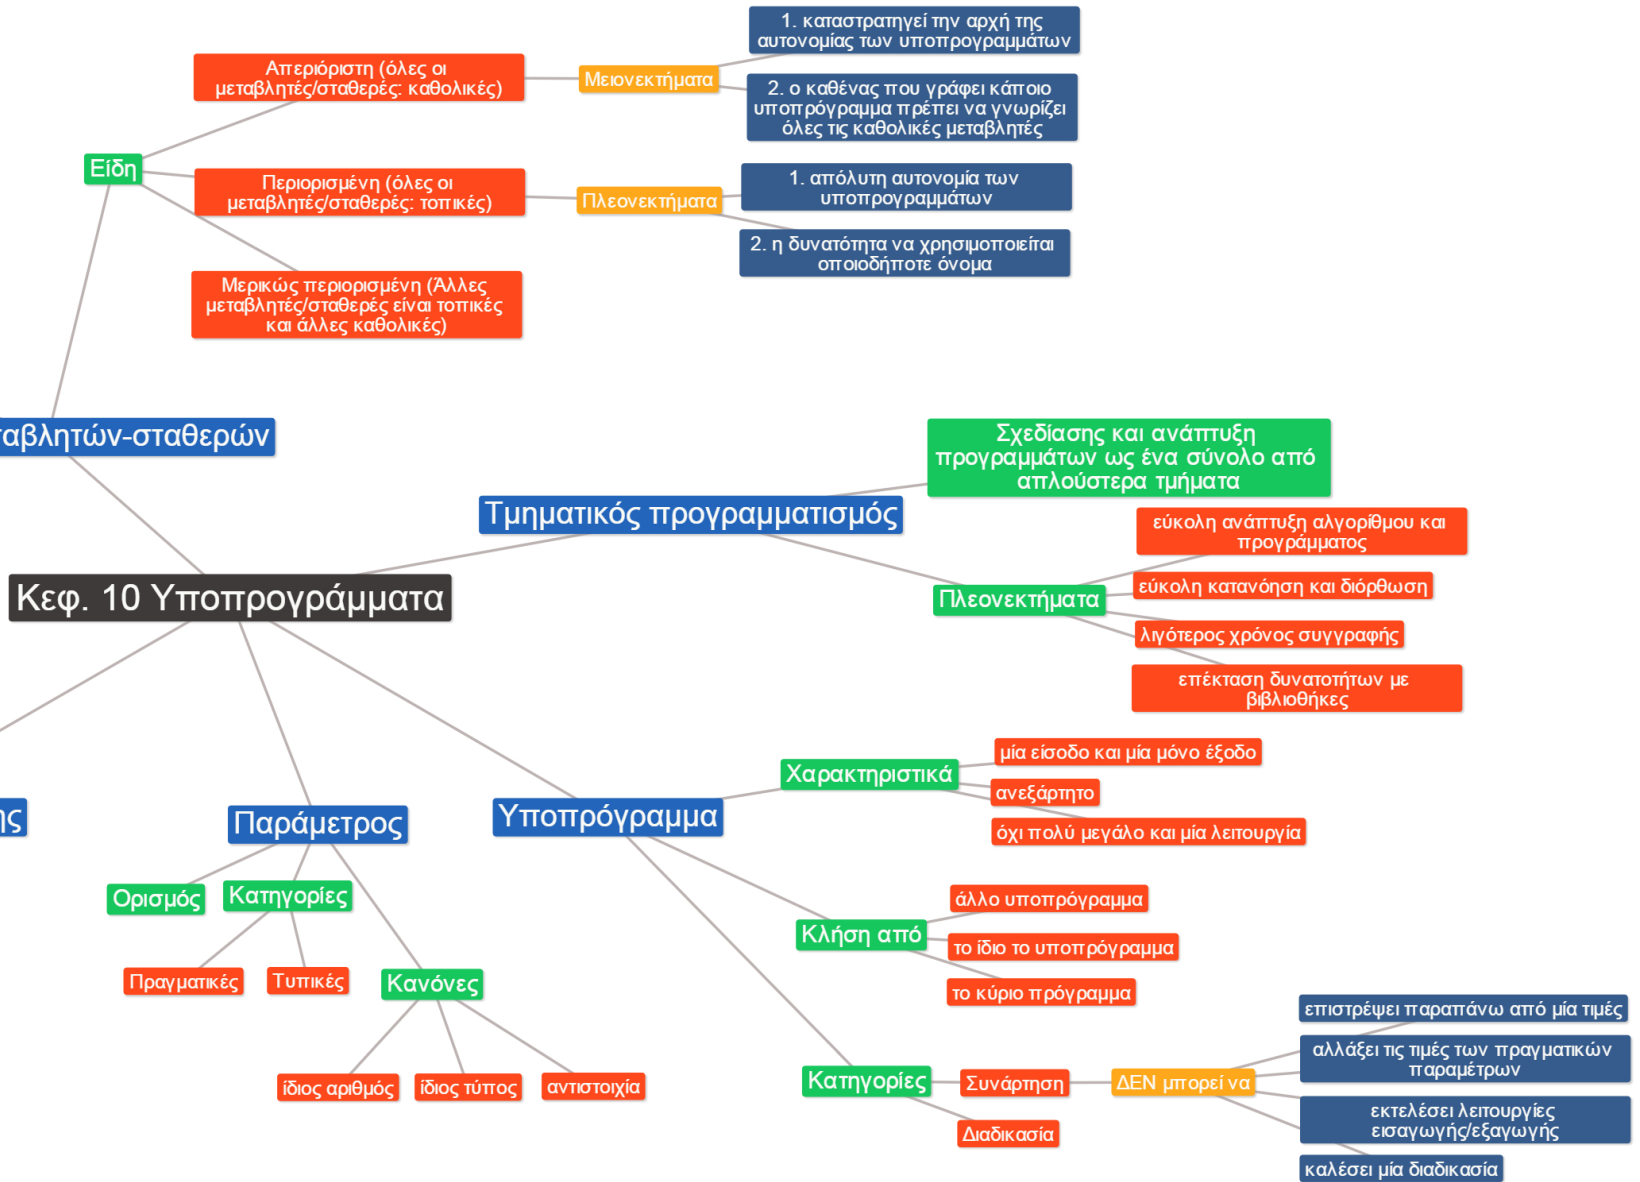 1. καταστρατηγεί την αρχή της
αυτονομίας των υποπρογραμμάτων
Απεριόριστη (όλες οι
μεταβλητές/σταθερές: καθολικές)
Μειονεκτήματα
2. ο καθένας που γράφει κάποιο
υποπρόγραμμα πρέπει να γνωρίζει
όλες τις καθολικές μεταβλητές
Είδη
Περιορισμένη (όλες οι
μεταβλητές/σταθερές: τοπικές)
Πλεονεκτήματα
1. απόλυτη αυτονομία των
υποπρογραμμάτων
2. η δυνατότητα να χρησιμοποιείται
οποιοδήποτε όνομα
Μερικώς περιορισμένη (Άλλες
μεταβλητές/σταθερές είναι τοπικές
και άλλες καθολικές)
ταβλητών-σταθερών
Σχεδίασης και ανάπτυξη
προγραμμάτων ως ένα σύνολο από
απλούστερα τμήματα
Τμηματικός προγραμματισμός
εύκολη ανάπτυξη αλγορίθμου και
προγράμματος
Κεφ. 10 Υποπρογράμματα
Πλεονεκτήματα
εύκολη κατανόηση και διόρθωση
λιγότερος χρόνος συγγραφής
επέκταση δυνατοτήτων με
βιβλιοθήκες
μία είσοδο και μία μόνο έξοδο
Χαρακτηριστικά
ανεξάρτητο
όχι πολύ μεγάλο και μία λειτουργία
ης
Παράμετρος
Υποπρόγραμμα
Ορισμός
Κατηγορίες
άλλο υποπρόγραμμα
Κλήση από
το ίδιο το υποπρόγραμμα
το κύριο πρόγραμμα
Πραγματικές
Τυπικές
Κανόνες
ίδιος αριθμός
ίδιος τύπος
αντιστοιχία
Κατηγορίες
Συνάρτηση
ΔΕΝ μπορεί να
επιστρέψει παραπάνω από μία τιμές
αλλάξει τις τιμές των πραγματικών
παραμέτρων
εκτελέσει λειτουργίες
εισαγωγής/εξαγωγής
καλέσει μία διαδικασία
Διαδικασία